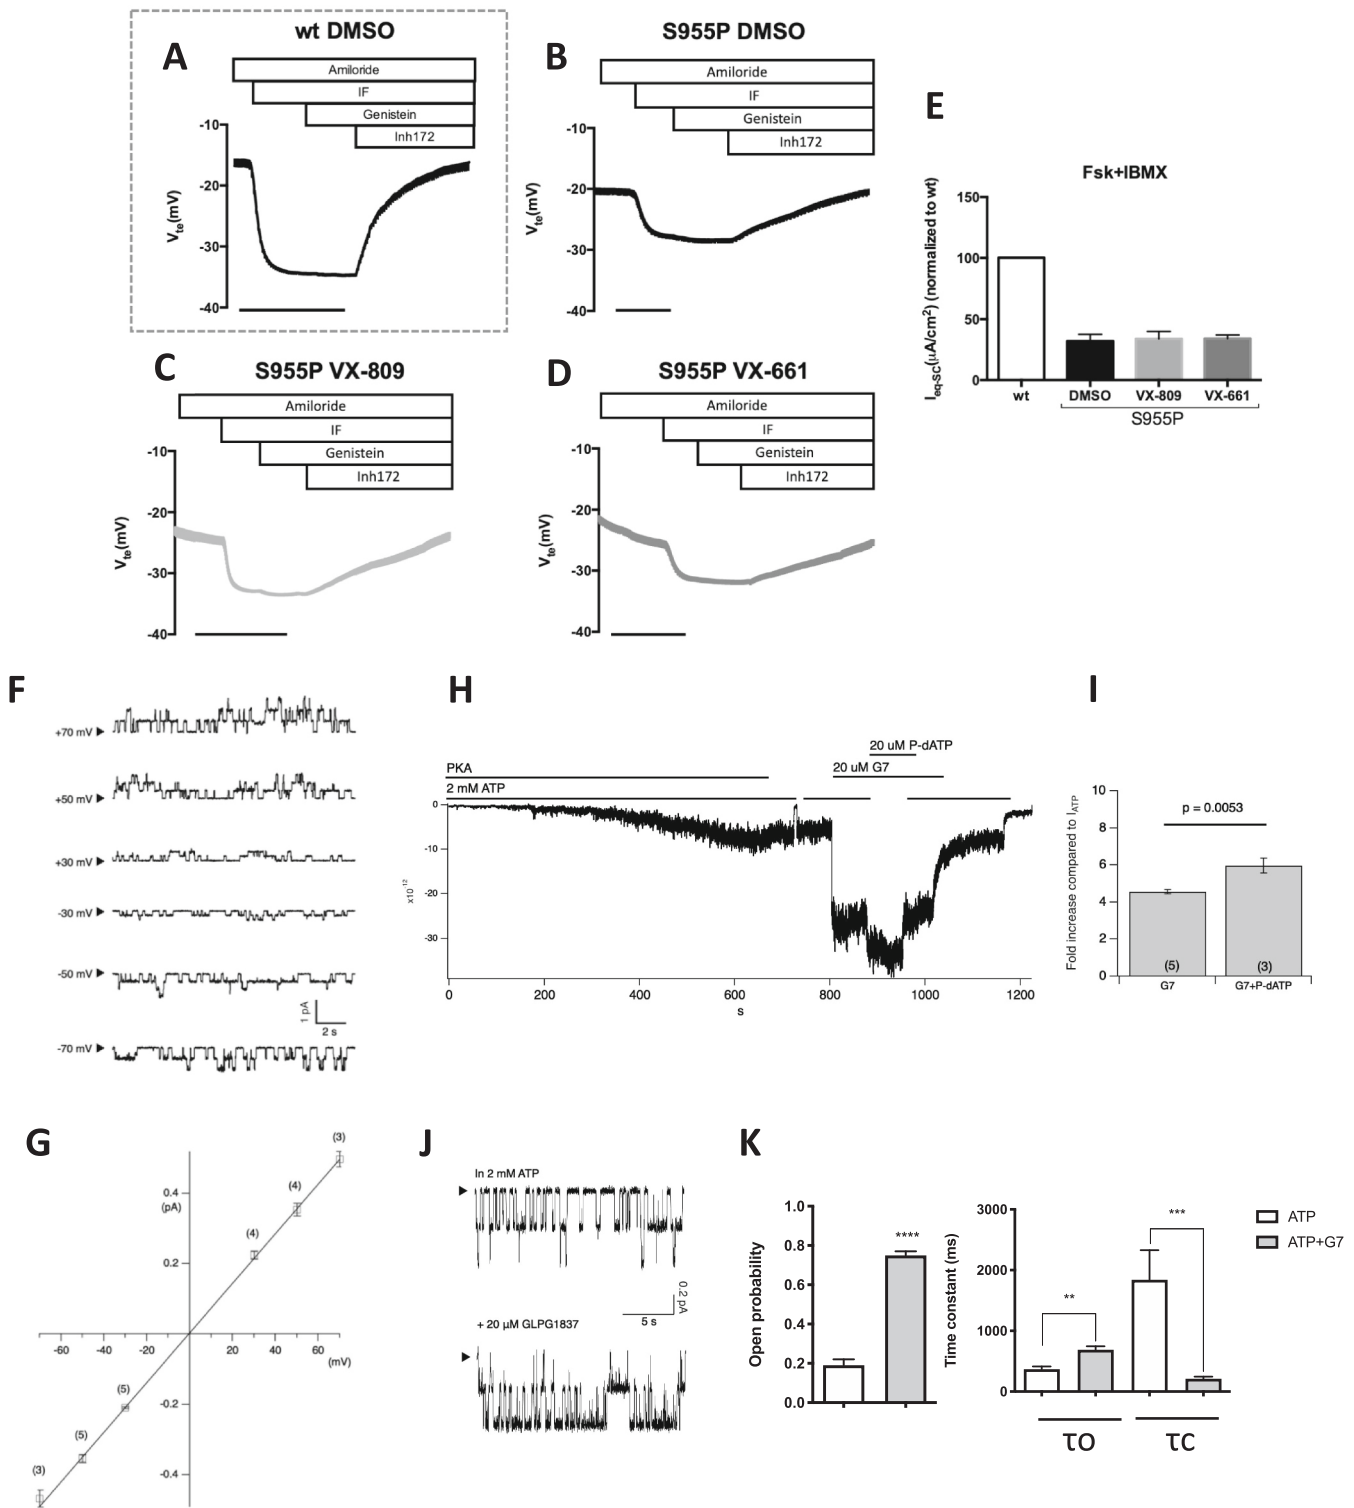 A
wt DMSO
Amiloride
IF
Genistein
Inh172
-10
-20
-30
-40
Vte(mV)
B
S955P DMSO
Amiloride
IF
Genistein
Inh172
-10
-20
-30
-40
Vte(mV)
C
S955P VX-809
Amiloride
IF
Genistein
Inh172
-10
-20
-30
-40
Vte(mV)
D
S955P VX-661
Amiloride
IF
Genistein
Inh172
-10
-20
-30
-40
Vte(mV)
E
Fsk+IBMX
150
100
50
0
Ieq-SC(μA/cm²) (normalized to wt)
wt DMSO VX-809 VX-661
S955P
F
+70 mV
+50 mV
+30 mV
-30 mV
-50 mV
1 pA
2 s
-70 mV
H
20 uM P-dATP
PKA
20 uM G7
2 mM ATP
0
-10
-20
-30
x10⁻¹²
0 200 400 600 800 1000 1200
s
I
10
8
6
4
2
0
Fold increase compared to IATP
p = 0.0053
(5) (3)
G7 G7+P-dATP
G
(3)
(4)
(4)
0.4
(pA)
0.2
-60 -40 -20 20 40 60
(mV)
(5)
(5)
(3)
-0.2
-0.4
J
In 2 mM ATP
0.2 pA
5 s
+ 20 μM GLPG1837
K
1.0
0.8
0.6
0.4
0.2
0.0
Open probability
****
3000
2000
1000
0
Time constant (ms)
**
***
τO τC
ATP
ATP+G7